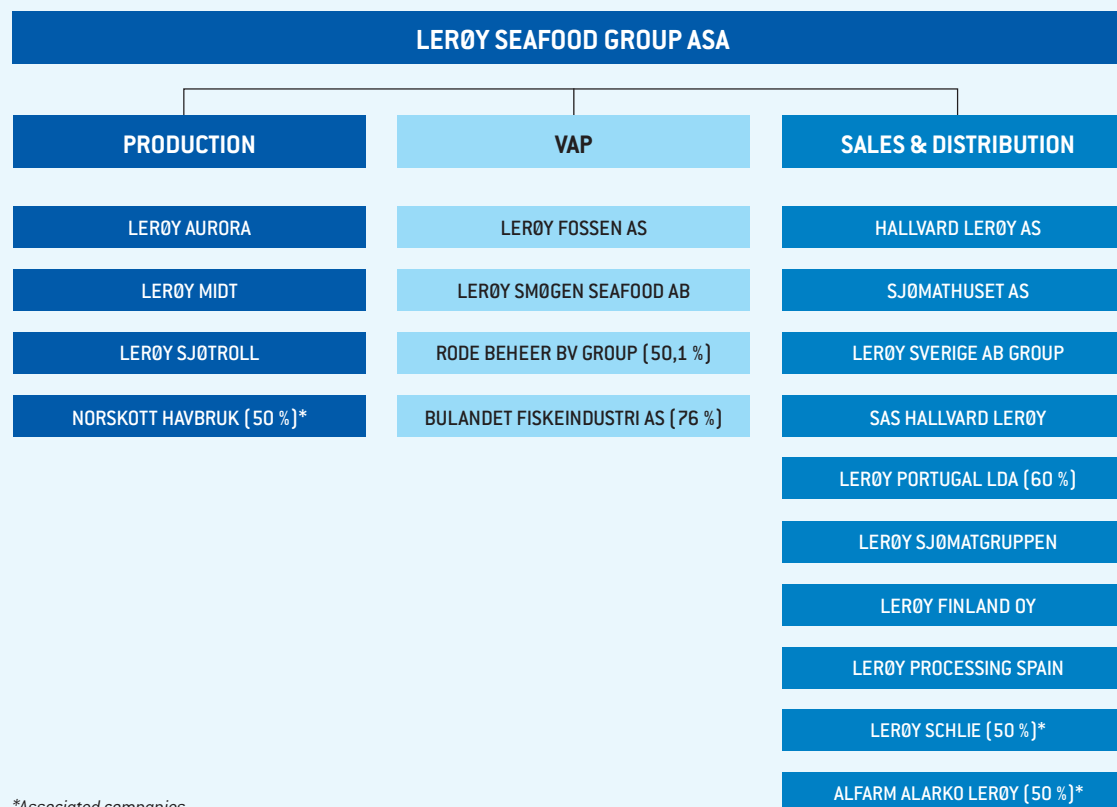 LERØY SEAFOOD GROUP ASA
PRODUCTION
LERØY AURORA
LERØY MIDT
LERØY SJØTROLL
NORSKOTT HAVBRUK (50 %)*
VAP
LERØY FOSSEN AS
LERØY SMØGEN SEAFOOD AB
RODE BEHEER BV GROUP (50,1 %)
BULANDET FISKEINDUSTRI AS (76 %)
SALES & DISTRIBUTION
HALLVARD LERØY AS
SJØMATHUSET AS
LERØY SVERIGE AB GROUP
SAS HALLVARD LERØY
LERØY PORTUGAL LDA (60 %)
LERØY SJØMATGRUPPEN
LERØY FINLAND OY
LERØY PROCESSING SPAIN
LERØY SCHLIE (50 %)*
ALFARM ALARKO LERØY (50 %)*
*Associated companies